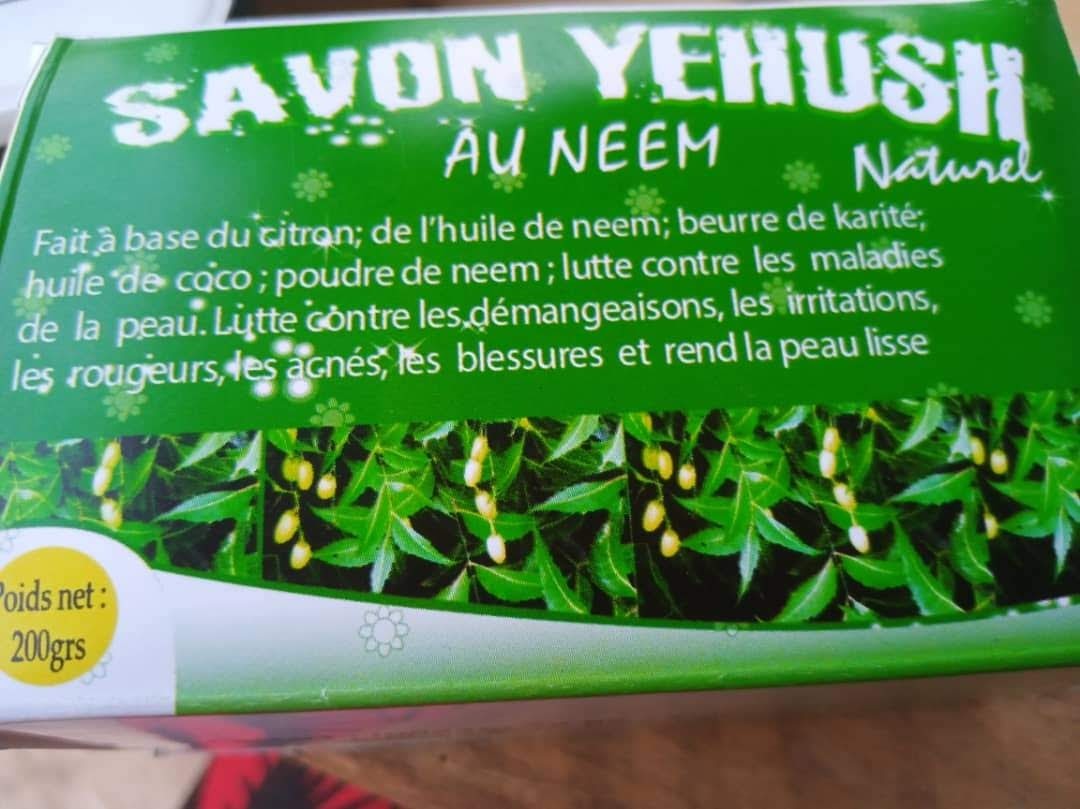 SAVON YEHUSH
AU NEEM
Naturel
Fait à base du citron; de l'huile de neem; beurre de karité;
huile de coco ; poudre de neem ; lutte contre les maladies
de la peau. Lutte contre les démangeaisons, les irritations,
les rougeurs, les acnés, les blessures et rend la peau lisse
Poids net :
200grs